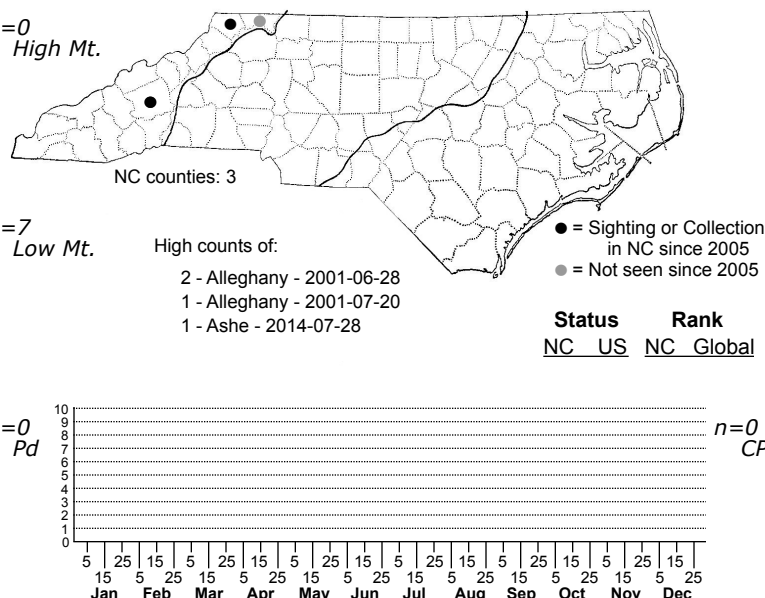 =0
High Mt.
NC counties: 3
=7
Low Mt.
High counts of:
2 - Alleghany - 2001-06-28
1 - Alleghany - 2001-07-20
1 - Ashe - 2014-07-28
● = Sighting or Collection
in NC since 2005
● = Not seen since 2005
Status Rank
NC US NC Global
=0
Pd
n=0
CP
10
9
8
7
6
5
4
3
2
1
0
5 25 15 5 25 15 5 25 15 5 25 15 5 25 15 5 25 15
15 5 25 15 5 25 15 5 25 15 5 25 15 5 25 15 5 25
Jan Feb Mar Apr May Jun Jul Aug Sep Oct Nov Dec